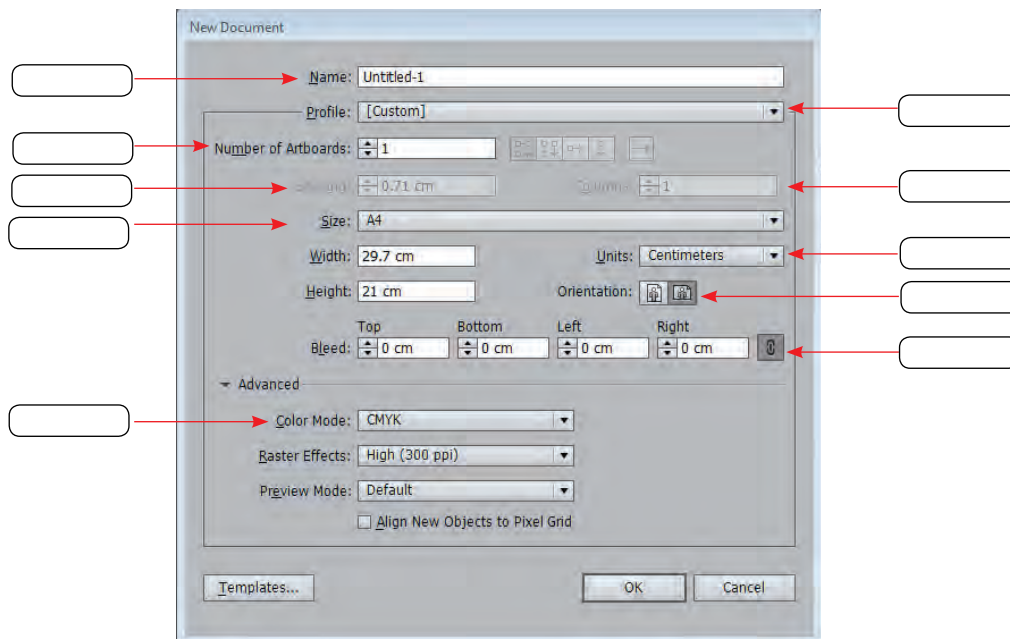 New Document
Name: Untitled-1
Profile: [Custom]
Number of Artboards: 1
Spacing: 0.71 cm Columns: 1
Size: A4
Width: 29.7 cm Units: Centimeters
Height: 21 cm Orientation:
Top Bottom Left Right
Bleed: 0 cm 0 cm 0 cm 0 cm
Advanced
Color Mode: CMYK
Raster Effects: High (300 ppi)
Preview Mode: Default
Align New Objects to Pixel Grid
Templates... OK Cancel